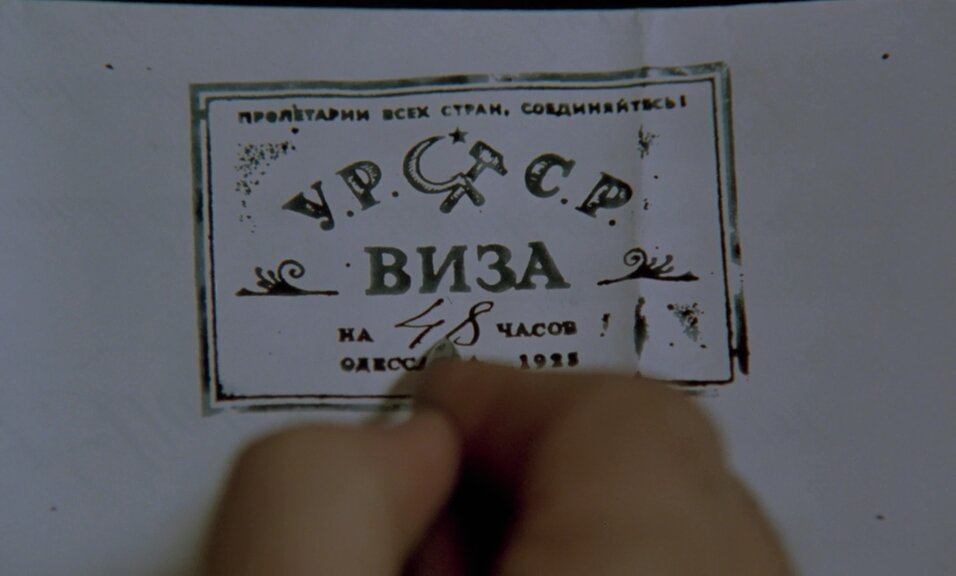 ПРОЛЕТАРИИ ВСЕХ СТРАН, СОЕДИНЯЙТЕСЬ!
У.Р. С.Р.
ВИЗА
НА 48 ЧАСОВ!
1925